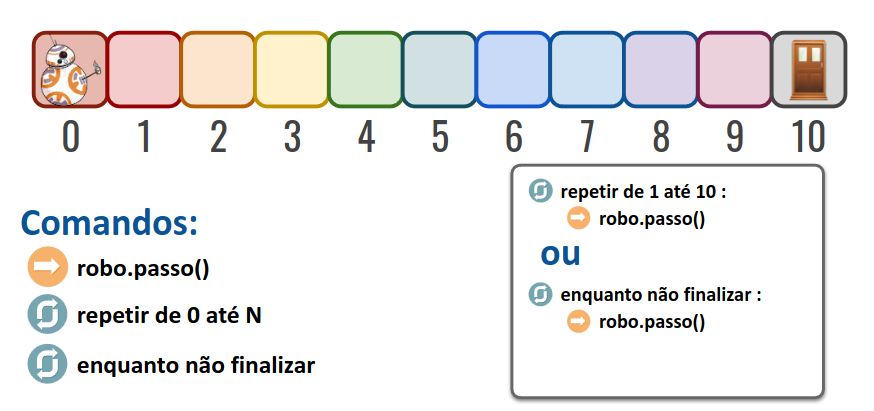 0 1 2 3 4 5 6 7 8 9 10
Comandos:
robo.passo()
repetir de 0 até N
enquanto não finalizar
repetir de 1 até 10 :
robo.passo()
ou
enquanto não finalizar :
robo.passo()